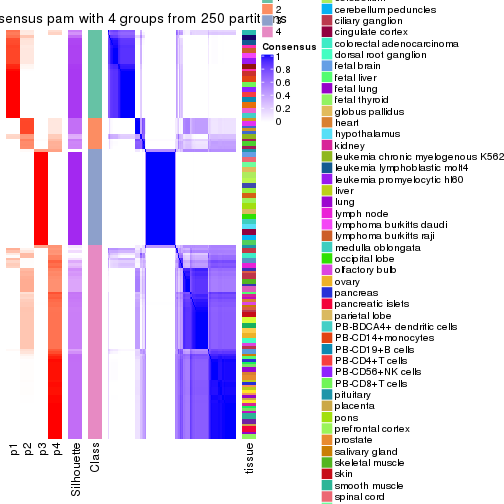 sensus pam with 4 groups from 250 partitions
2
3
4
Consensus
1
0.8
0.6
0.4
0.2
0
cerebellum peduncles
ciliary ganglion
cingulate cortex
colorectal adenocarcinoma
dorsal root ganglion
fetal brain
fetal liver
fetal lung
fetal thyroid
globus pallidus
heart
hypothalamus
kidney
leukemia chronic myelogenous K562
leukemia lymphoblastic molt4
leukemia promyelocytic hl60
liver
lung
lymph node
lymphoma burkitts daudi
lymphoma burkitts raji
medulla oblongata
occipital lobe
olfactory bulb
ovary
pancreas
pancreatic islets
parietal lobe
PB-BDCA4+ dendritic cells
PB-CD14+monocytes
PB-CD19+B cells
PB-CD4+T cells
PB-CD56+NK cells
PB-CD8+T cells
pituitary
placenta
pons
prefrontal cortex
prostate
salivary gland
skeletal muscle
skin
smooth muscle
spinal cord
p1
p2
p3
p4
Silhouette
Class
tissue